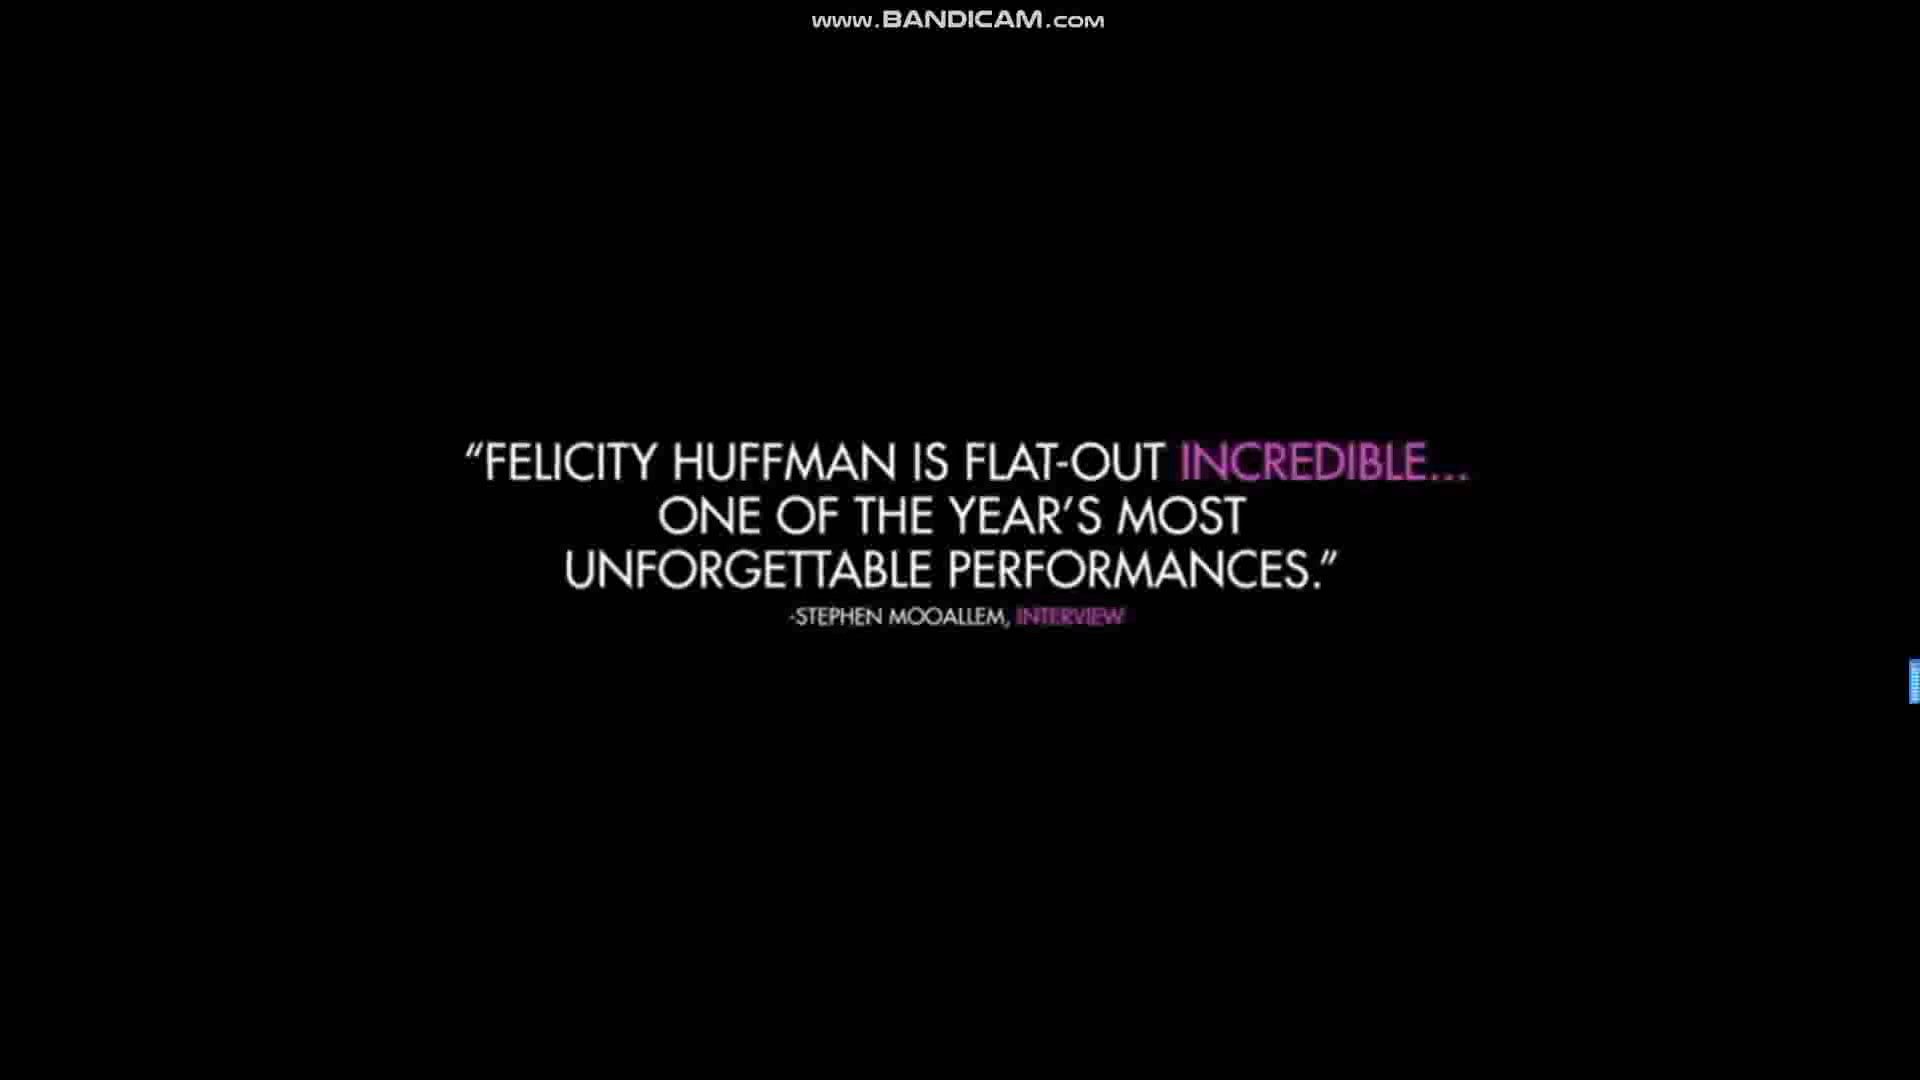 www.BANDICAM.com
“FELICITY HUFFMAN IS FLAT-OUT INCREDIBLE...
ONE OF THE YEAR’S MOST
UNFORGETTABLE PERFORMANCES.”
-STEPHEN MOOALLEM, INTERVIEW